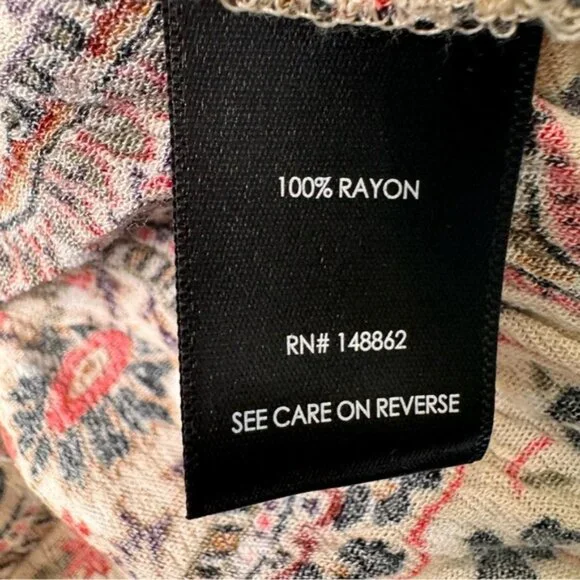 100% RAYON
RN# 148862
SEE CARE ON REVERSE